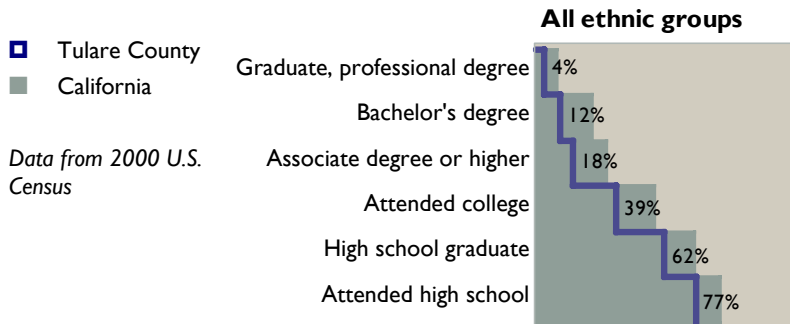 All ethnic groups
Tulare County
California
Data from 2000 U.S.
Census
Graduate, professional degree
4%
Bachelor's degree
12%
Associate degree or higher
18%
Attended college
39%
High school graduate
62%
Attended high school
77%